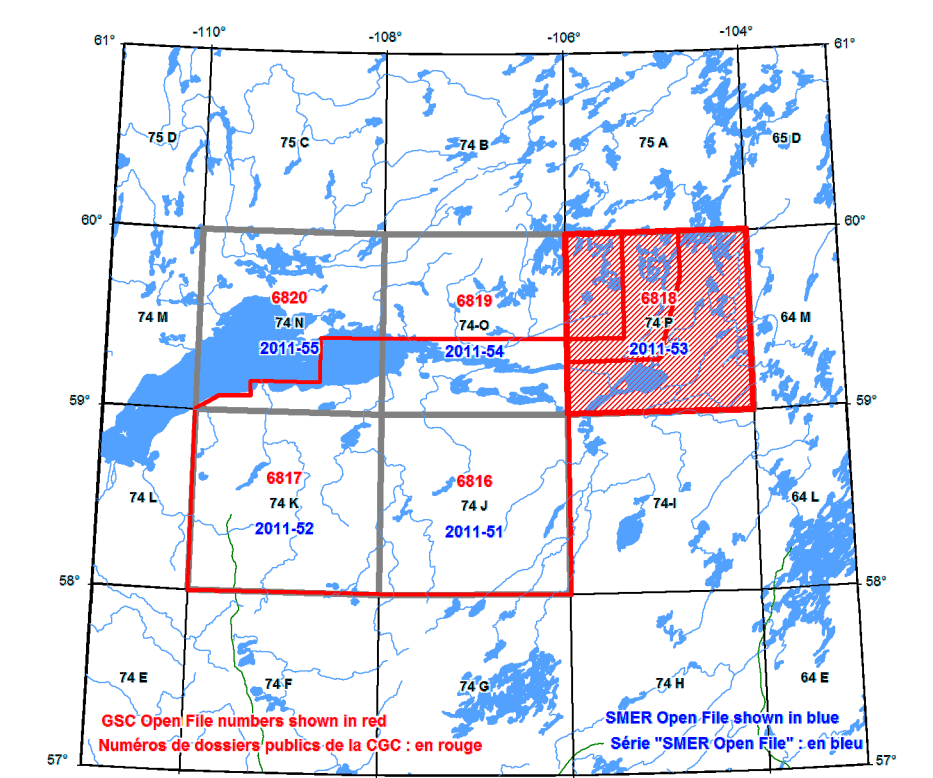 -110°
-108°
-106°
-104°
61°
61°
75 D
75 C
74 B
75 A
65 D
60°
60°
6820
6819
6818
74 M
74 N
74-O
74 P
64 M
2011-55
2011-54
2011-53
59°
59°
6817
6816
74 L
74 K
74 J
74-I
64 L
2011-52
2011-51
58°
58°
74 E
74 F
74 G
74 H
64 E
GSC Open File numbers shown in red
Numéros de dossiers publics de la CGC : en rouge
SMER Open File shown in blue
Série "SMER Open File" : en bleu
57°
57°